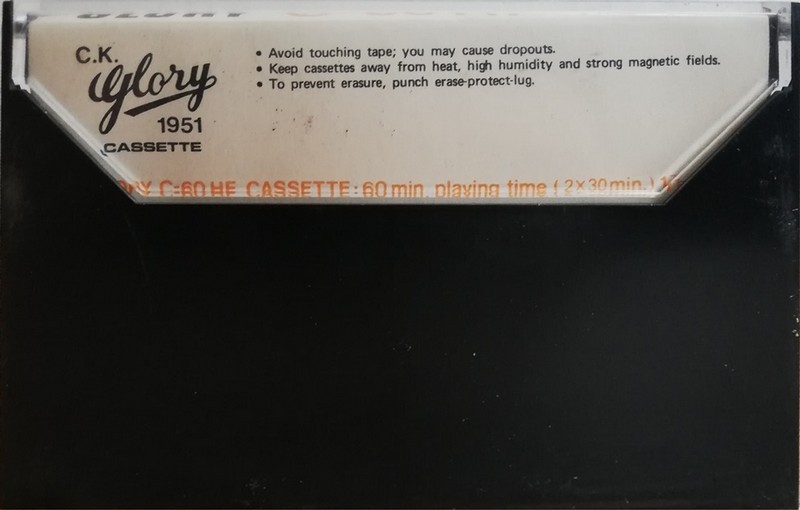 C.K.
Glory
1951
CASSETTE
• Avoid touching tape; you may cause dropouts.
• Keep cassettes away from heat, high humidity and strong magnetic fields.
• To prevent erasure, punch erase-protect-lug.
C-60 HE CASSETTE: 60 min. playing time (2×30 min.)